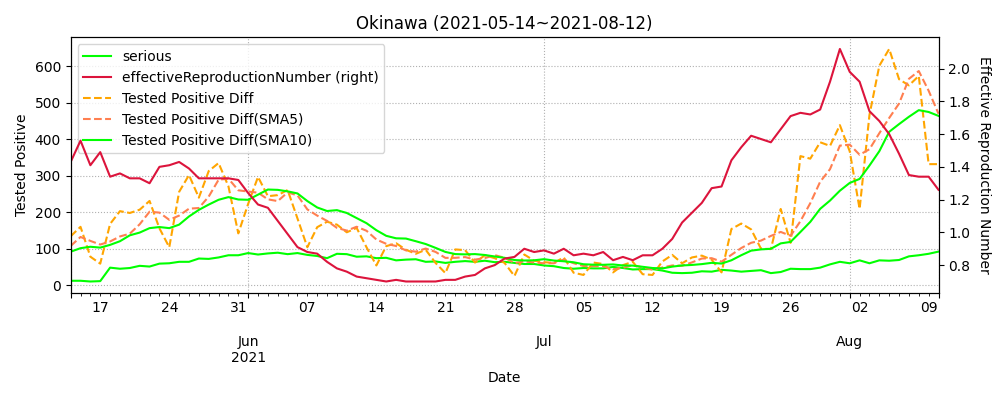 Okinawa (2021-05-14~2021-08-12)
serious
effectiveReproductionNumber (right)
Tested Positive Diff
Tested Positive Diff(SMA5)
Tested Positive Diff(SMA10)
Tested Positive
600
500
400
300
200
100
0
2.0
1.8
1.6
1.4
1.2
1.0
0.8
Effective Reproduction Number
17 24 31 07 14 21 28 05 12 19 26 02 09
Jun Jul Aug
2021
Date